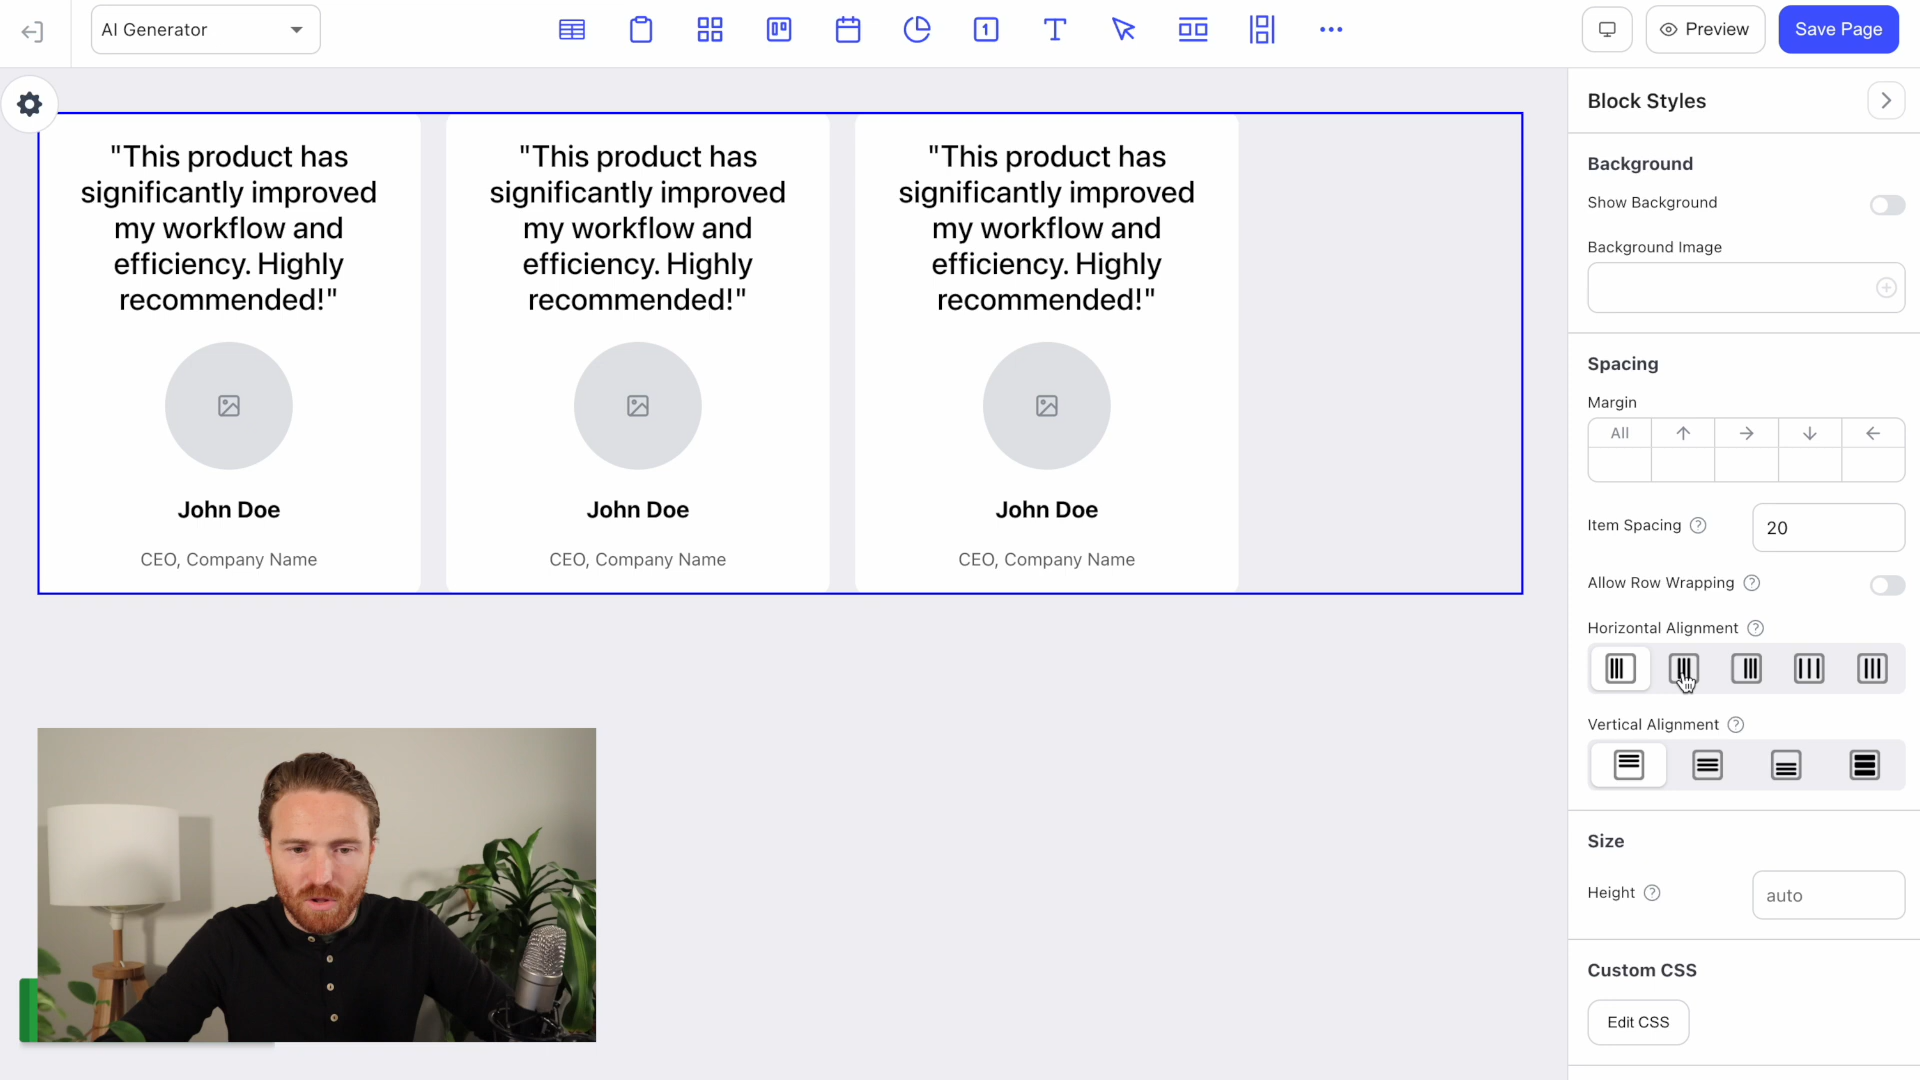 AI Generator
1
Preview
Save Page
Block Styles
Background
Show Background
Background Image
Spacing
Margin
All
Item Spacing ?
20
Allow Row Wrapping ?
Horizontal Alignment ?
Vertical Alignment ?
Size
Height ?
auto
Custom CSS
Edit CSS
"This product has
significantly improved
my workflow and
efficiency. Highly
recommended!"
John Doe
CEO, Company Name
"This product has
significantly improved
my workflow and
efficiency. Highly
recommended!"
John Doe
CEO, Company Name
"This product has
significantly improved
my workflow and
efficiency. Highly
recommended!"
John Doe
CEO, Company Name